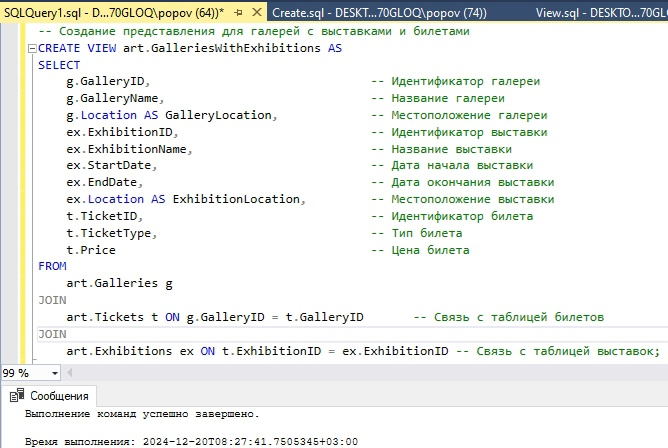 SQLQuery1.sql - D...70GLOQ\popov (64))* Create.sql - DESKT...70GLOQ\popov (74)) View.sql - DESKTO...70GL
-- Создание представления для галерей с выставками и билетами
CREATE VIEW art.GalleriesWithExhibitions AS
SELECT
g.GalleryID, -- Идентификатор галереи
g.GalleryName, -- Название галереи
g.Location AS GalleryLocation, -- Местоположение галереи
ex.ExhibitionID, -- Идентификатор выставки
ex.ExhibitionName, -- Название выставки
ex.StartDate, -- Дата начала выставки
ex.EndDate, -- Дата окончания выставки
ex.Location AS ExhibitionLocation, -- Местоположение выставки
t.TicketID, -- Идентификатор билета
t.TicketType, -- Тип билета
t.Price -- Цена билета
FROM
art.Galleries g
JOIN
art.Tickets t ON g.GalleryID = t.GalleryID -- Связь с таблицей билетов
JOIN
art.Exhibitions ex ON t.ExhibitionID = ex.ExhibitionID -- Связь с таблицей выставок;
99 %
Сообщения
Выполнение команд успешно завершено.
Время выполнения: 2024-12-20T08:27:41.7505345+03:00